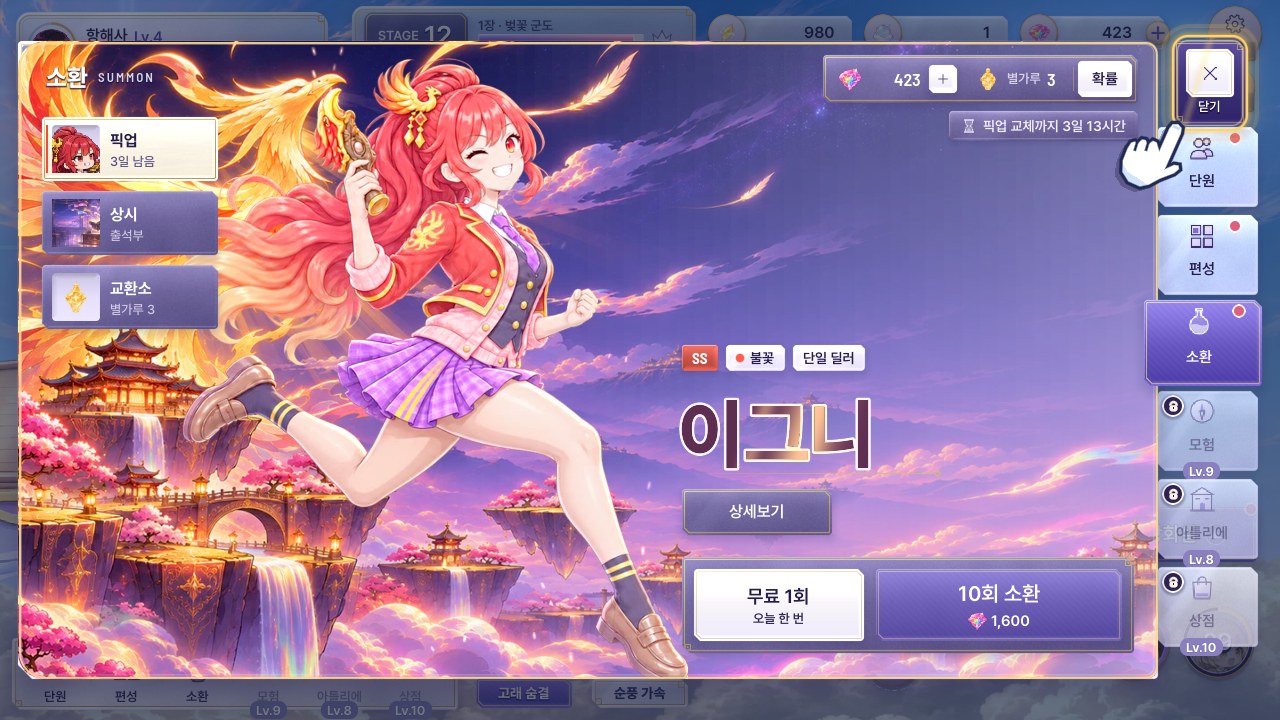 항해사 Lv.4
STAGE 12
1장 · 벚꽃 군도
980
1
423
소환 SUMMON
423
별가루 3
확률
닫기
픽업 교체까지 3일 13시간
픽업
3일 남음
상시
출석부
교환소
별가루 3
단원
편성
소환
모험
Lv.9
아틀리에
Lv.8
상점
Lv.10
SS
불꽃
단일 딜러
이그니
상세보기
무료 1회
오늘 한 번
10회 소환
1,600
단원
편성
소환
모험
Lv.9
아틀리에
Lv.8
상점
Lv.10
고래 숨결
순풍 가속